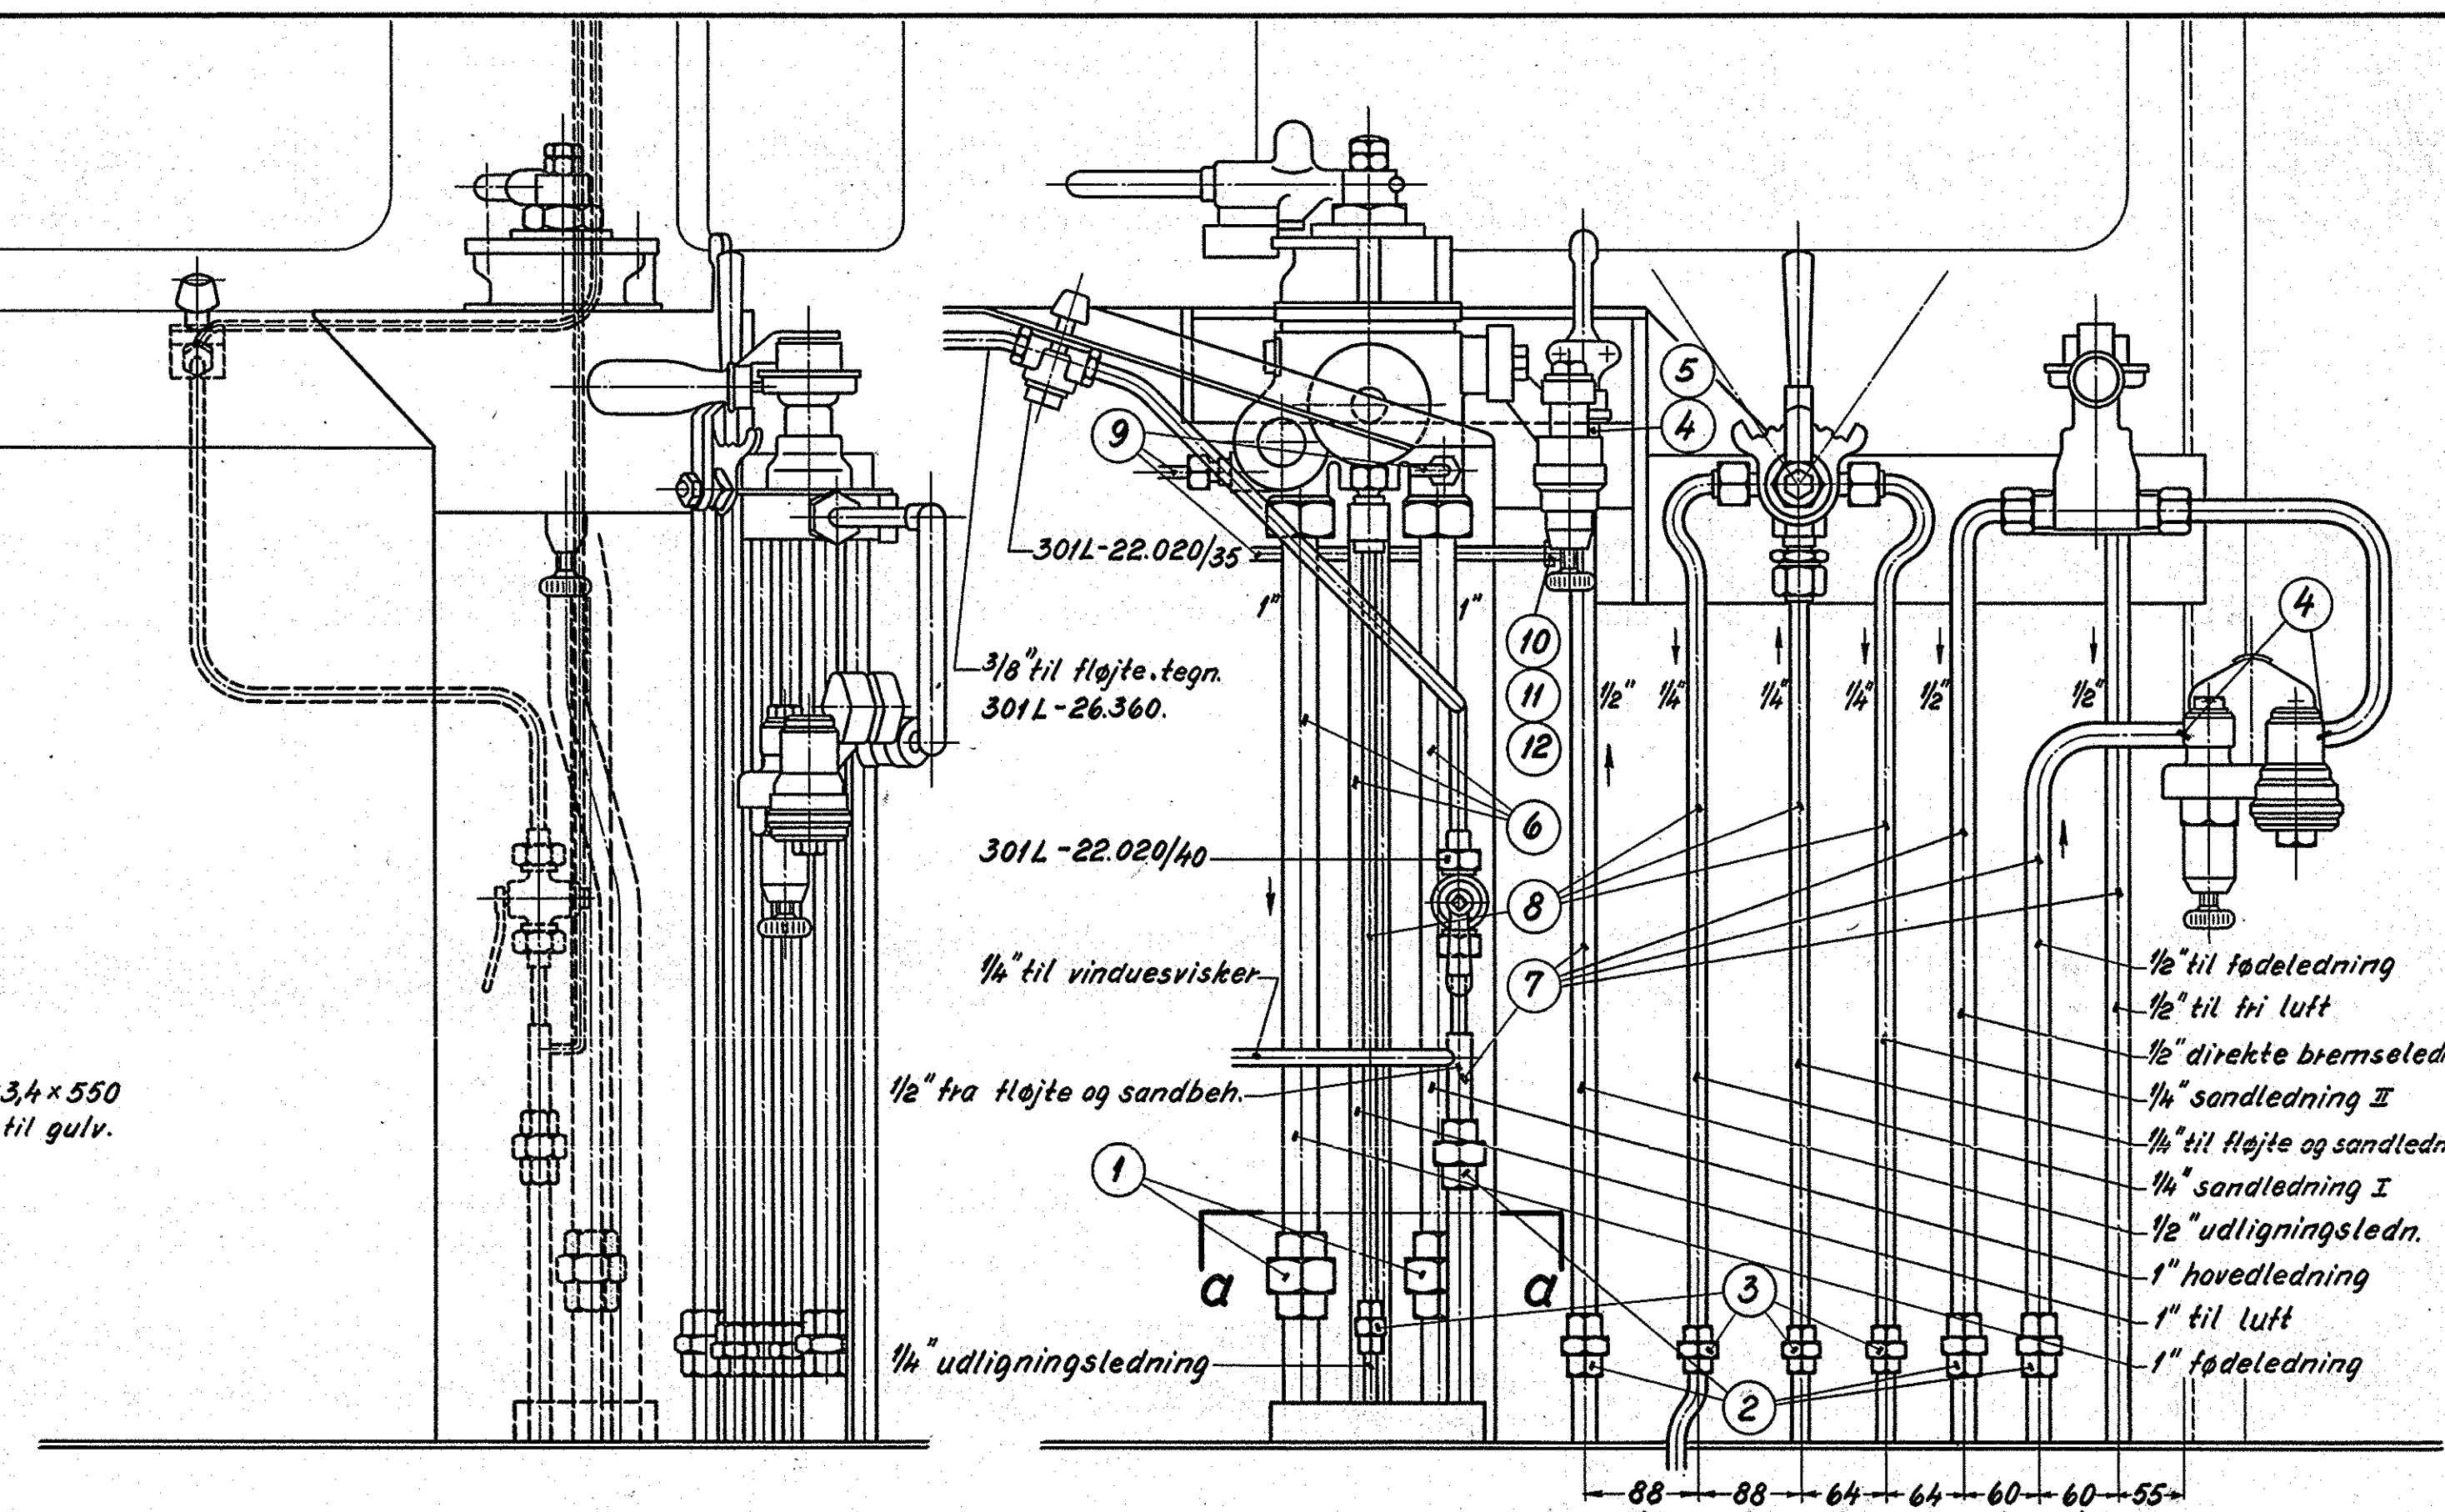 3,4 × 550
til gulv.
5
4
9
301L-22.020/35
1"
1"
3/8" til fløjte. tegn.
301L-26.360.
10
11
12
1/2"
1/4"
1/4"
1/4"
1/2"
1/2"
4
6
301L-22.020/40
8
7
1/4" til vinduesvisker
1/2" fra fløjte og sandbeh.
1
a
a
3
2
1/4" udligningsledning
1/2" til fødeledning
1/2" til fri luft
1/2" direkte bremseled
1/4" sandledning II
1/4" til fløjte og sandledn
1/4" sandledning I
1/2" udligningsledn.
1" hovedledning
1" til luft
1" fødeledning
88 88 64 64 60 60 55